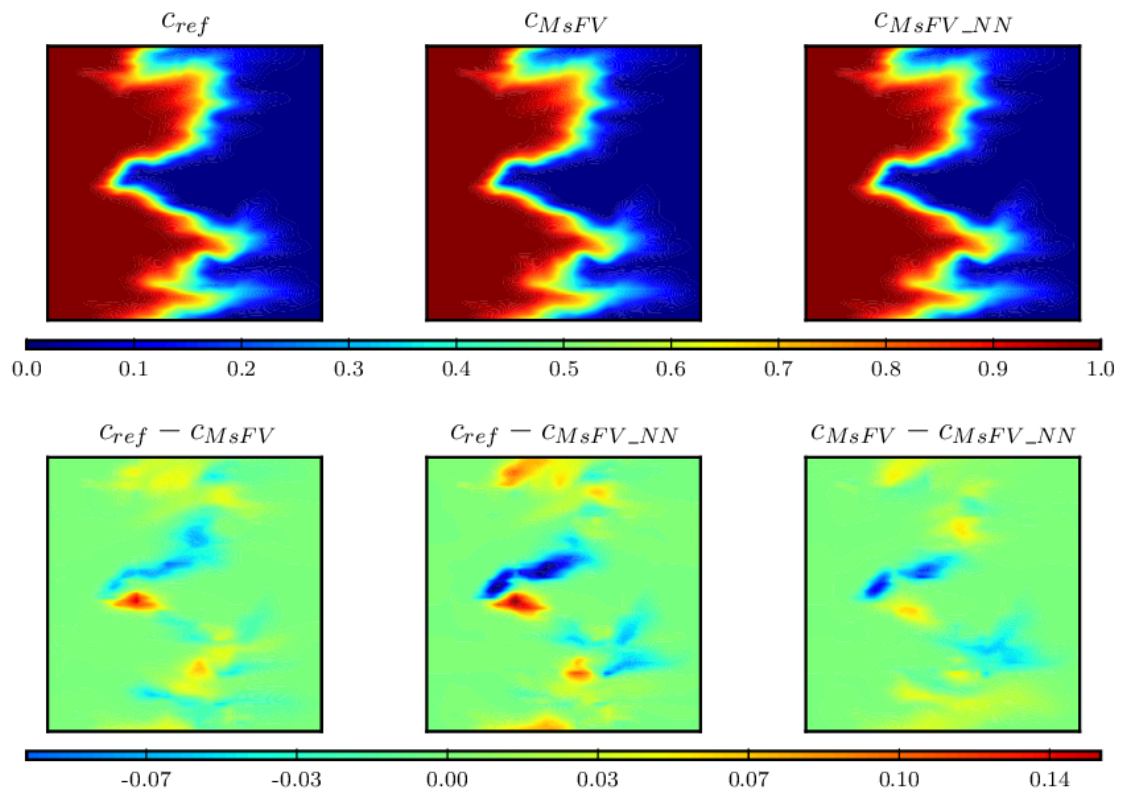 c_ref c_MsFV c_MsFV_NN
0.0 0.1 0.2 0.3 0.4 0.5 0.6 0.7 0.8 0.9 1.0
c_ref − c_MsFV c_ref − c_MsFV_NN c_MsFV − c_MsFV_NN
-0.07 -0.03 0.00 0.03 0.07 0.10 0.14